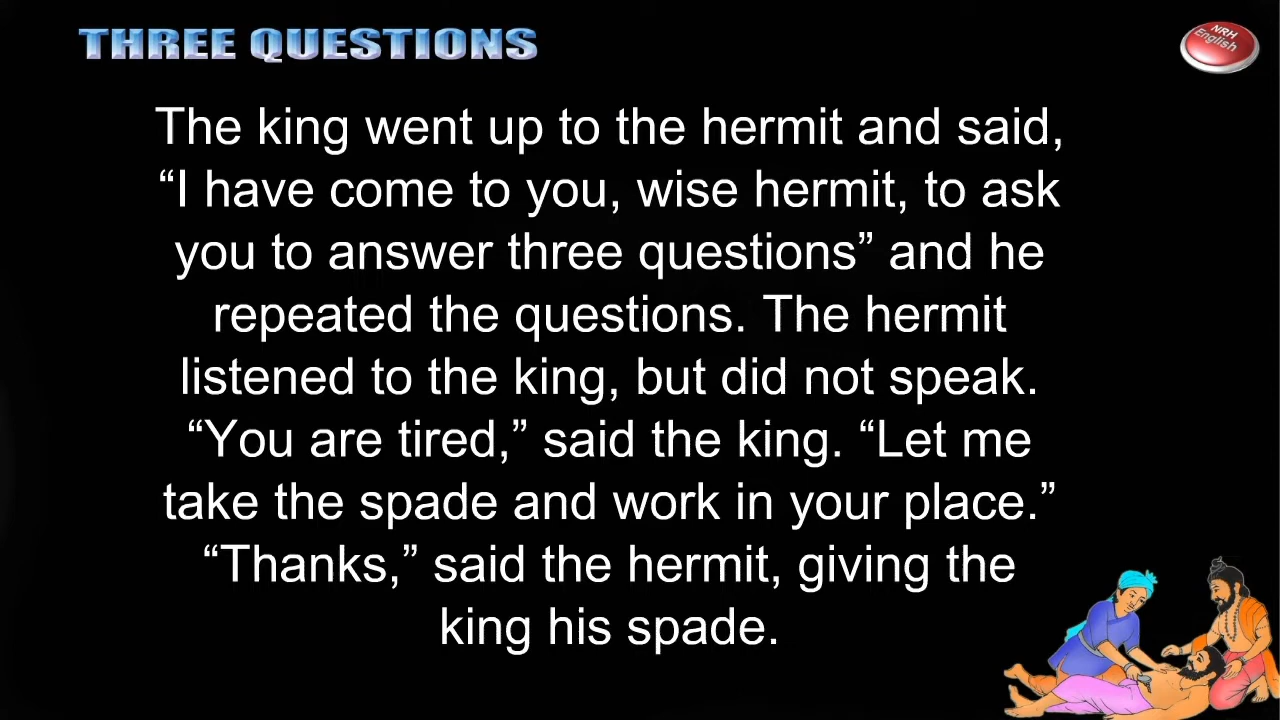 THREE QUESTIONS
NRH
English
The king went up to the hermit and said,
“I have come to you, wise hermit, to ask
you to answer three questions” and he
repeated the questions. The hermit
listened to the king, but did not speak.
“You are tired,” said the king. “Let me
take the spade and work in your place.”
“Thanks,” said the hermit, giving the
king his spade.